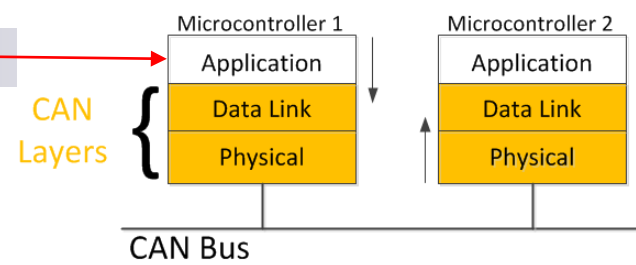 Microcontroller 1
Microcontroller 2
Application
Application
CAN
Layers
Data Link
Data Link
Physical
Physical
CAN Bus